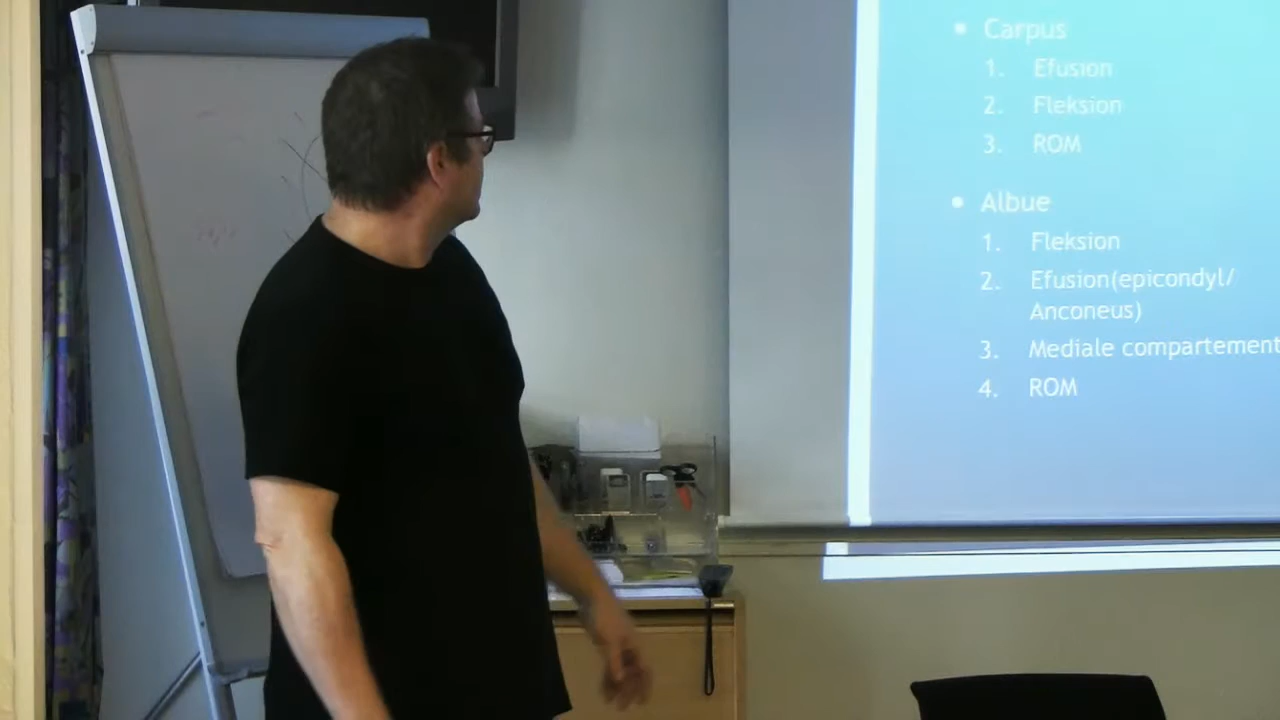 • Carpus
1. Efusion
2. Fleksion
3. ROM
• Albue
1. Fleksion
2. Efusion(epicondyl/
Anconeus)
3. Mediale compartement
4. ROM